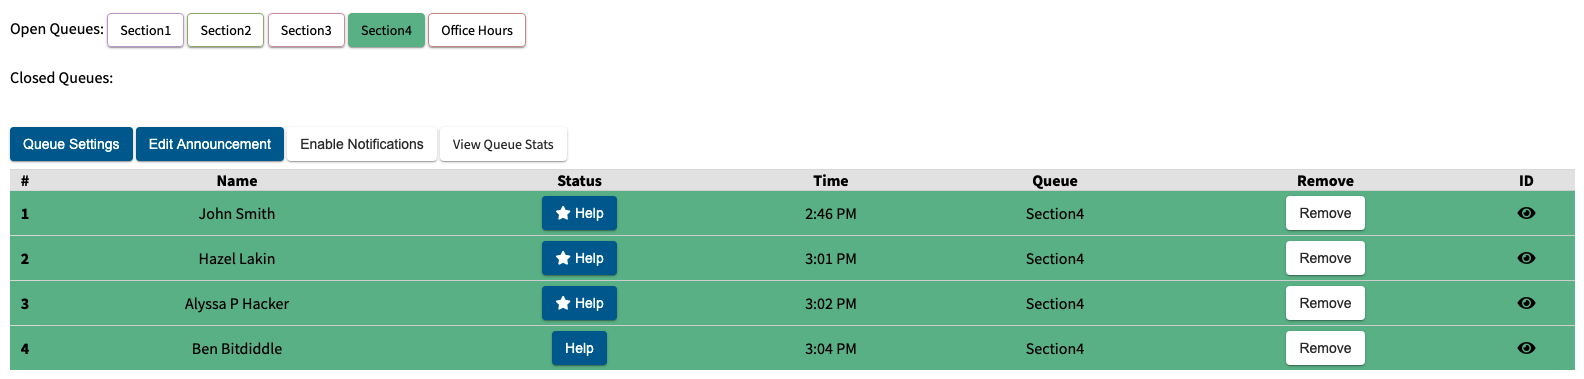 Open Queues: Section1 Section2 Section3 Section4 Office Hours
Closed Queues:
Queue Settings Edit Announcement Enable Notifications View Queue Stats
# Name Status Time Queue Remove ID
1 John Smith Help 2:46 PM Section4 Remove
2 Hazel Lakin Help 3:01 PM Section4 Remove
3 Alyssa P Hacker Help 3:02 PM Section4 Remove
4 Ben Bitdiddle Help 3:04 PM Section4 Remove